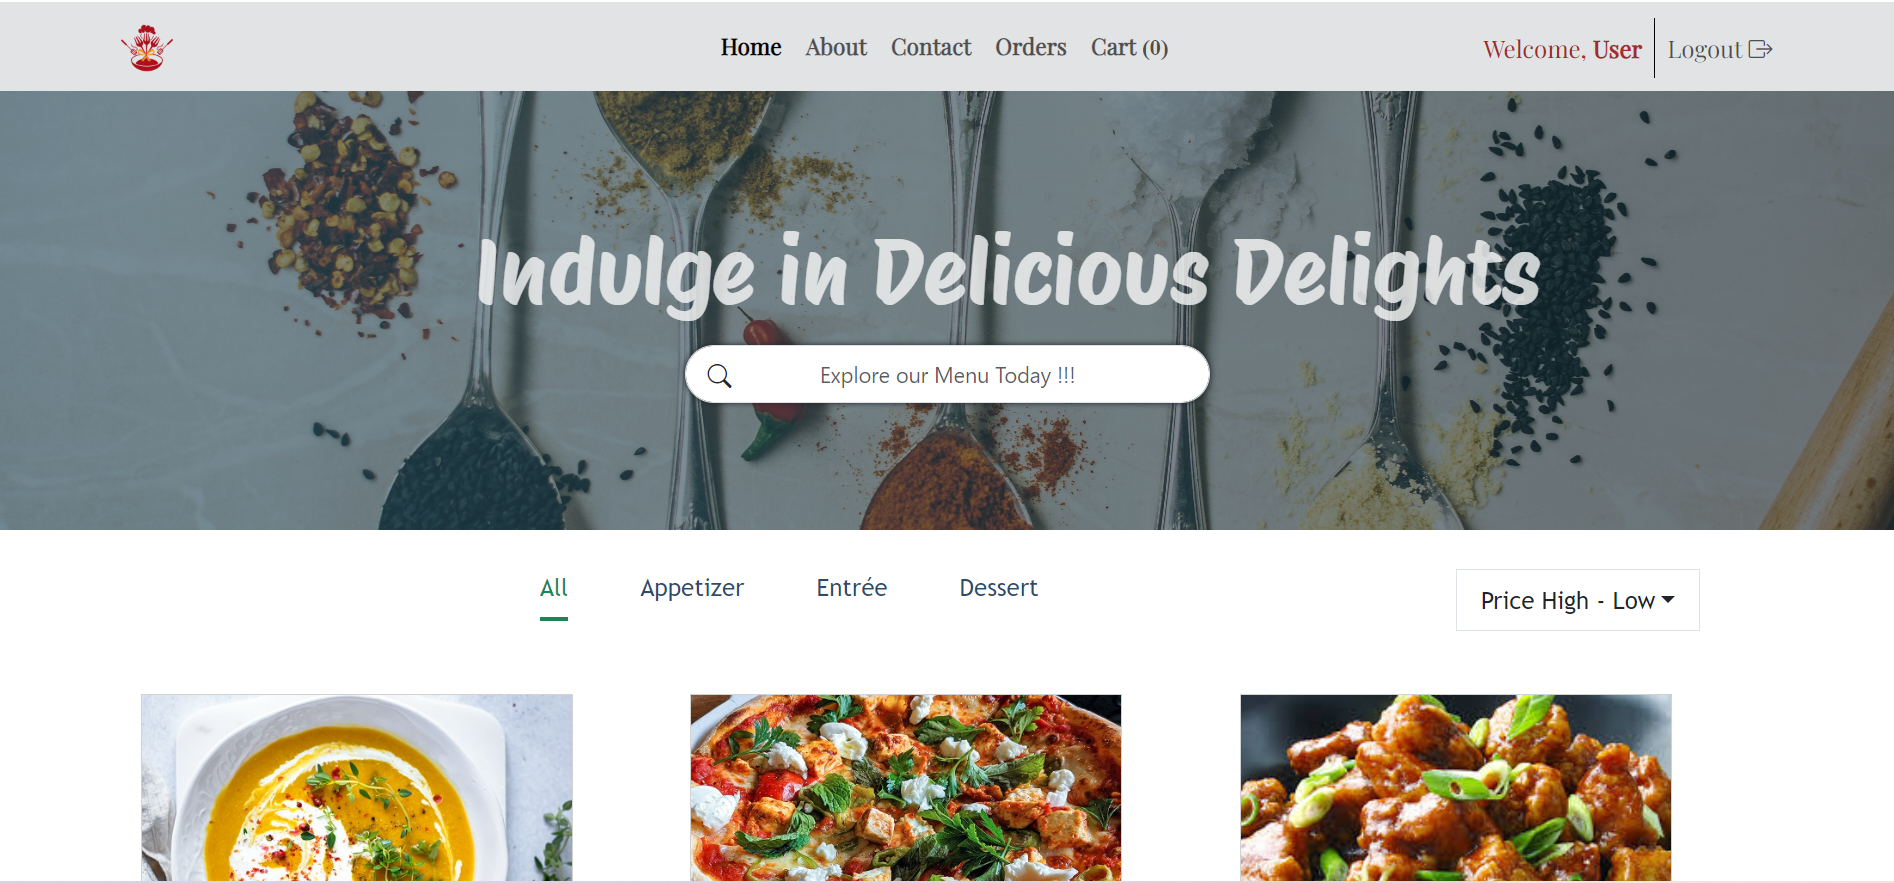 Home About Contact Orders Cart (0) Welcome, User Logout
Indulge in Delicious Delights
Explore our Menu Today !!!
All Appetizer Entrée Dessert Price High - Low